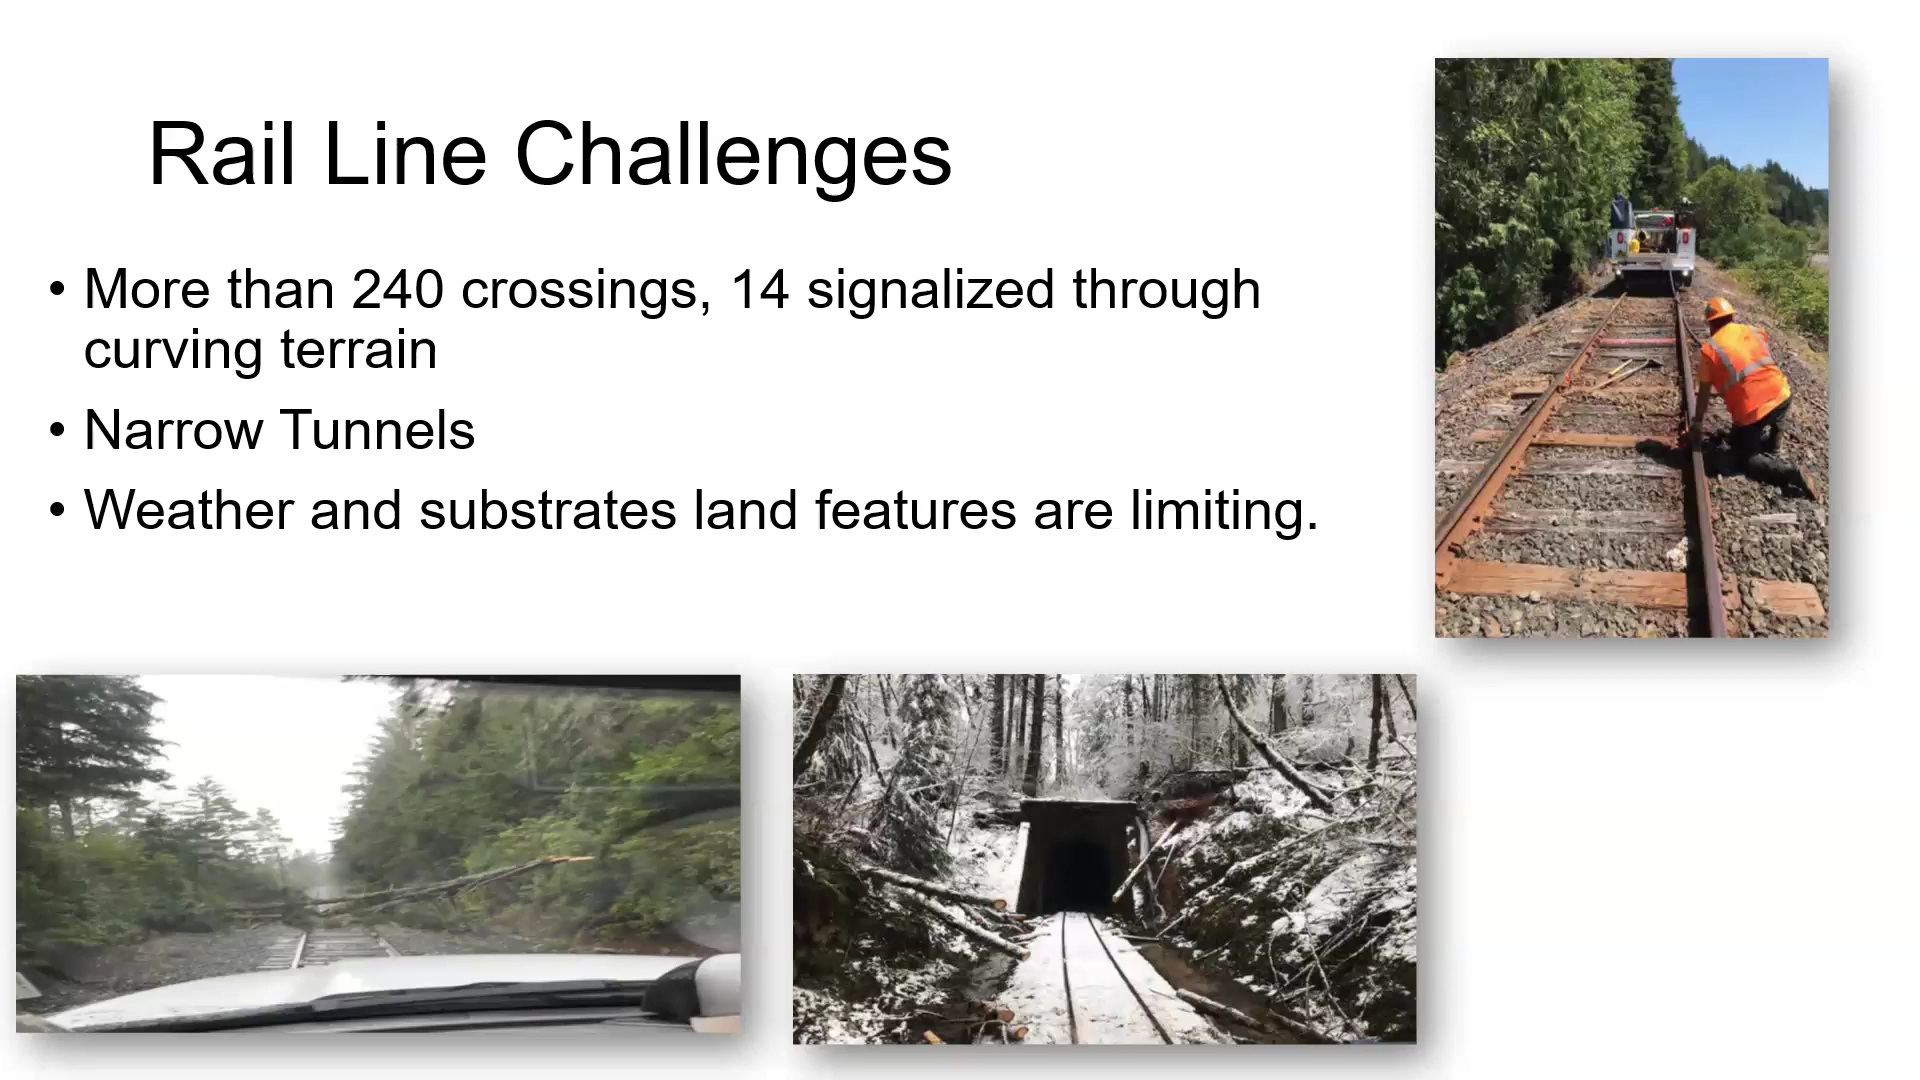 Rail Line Challenges
• More than 240 crossings, 14 signalized through
curving terrain
• Narrow Tunnels
• Weather and substrates land features are limiting.